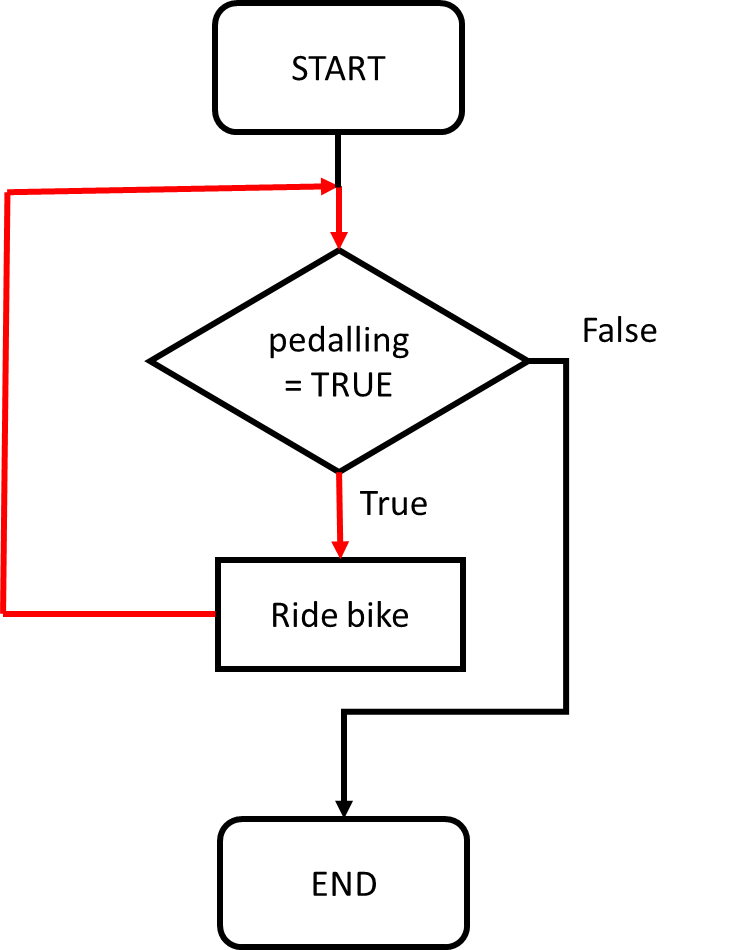 START
False
pedalling
= TRUE
True
Ride bike
END